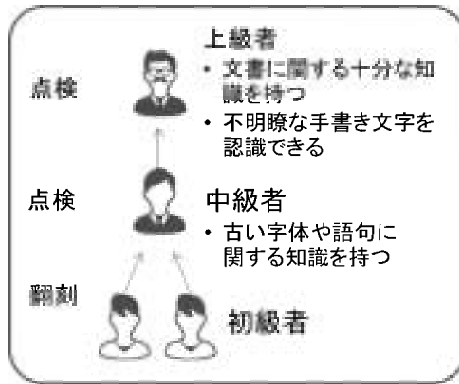 上級者
点検
• 文書に関する十分な知
識を持つ
• 不明瞭な手書き文字を
認識できる
点検
中級者
• 古い字体や語句に
関する知識を持つ
翻刻
初級者